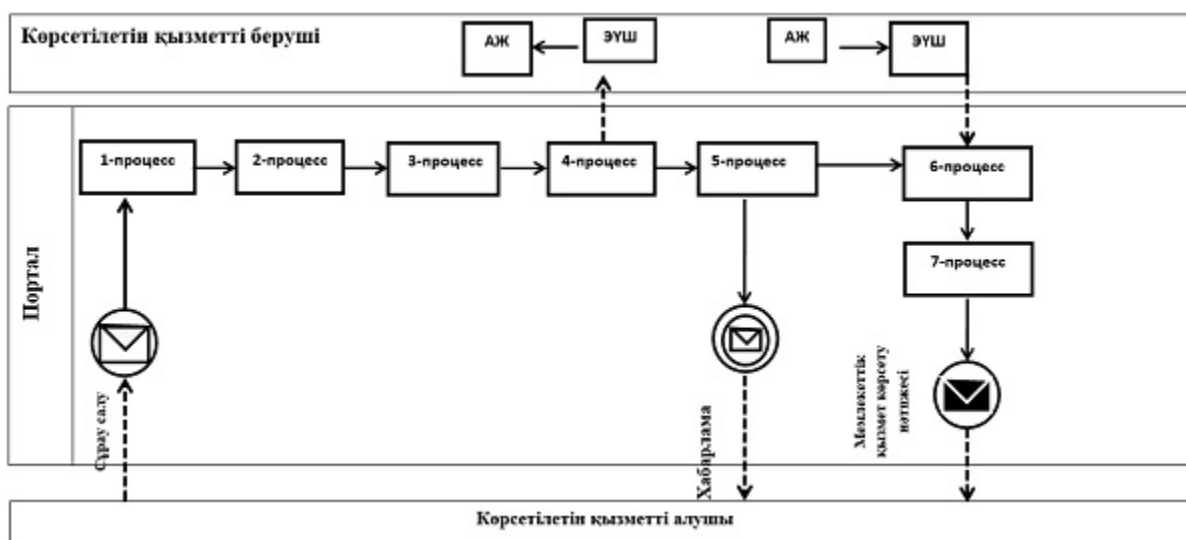 Көрсетілетін қызметті беруші
АЖ
ЭҮШ
АЖ
ЭҮШ
Портал
1-процесс
2-процесс
3-процесс
4-процесс
5-процесс
6-процесс
7-процесс
Сұрау салу
Хабарлама
Мемлекеттік
қызмет көрсету
нәтижесі
Көрсетілетін қызметті алушы